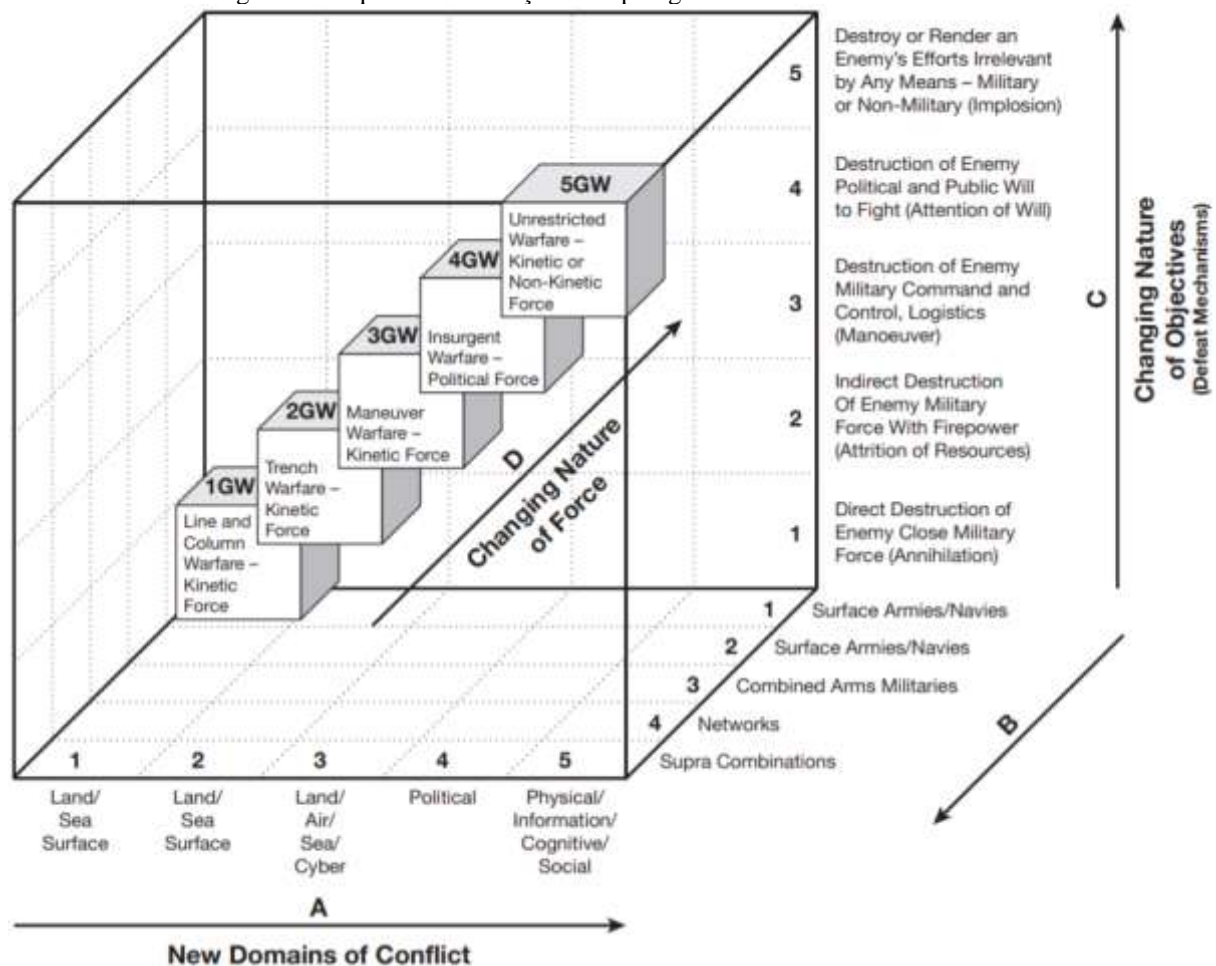 5
Destroy or Render an
Enemy's Efforts Irrelevant
by Any Means – Military
or Non-Military (Implosion)
4
Destruction of Enemy
Political and Public Will
to Fight (Attention of Will)
3
Destruction of Enemy
Military Command and
Control, Logistics
(Manoeuver)
2
Indirect Destruction
Of Enemy Military
Force With Firepower
(Attrition of Resources)
1
Direct Destruction of
Enemy Close Military
Force (Annihilation)
C
Changing Nature
of Objectives
(Defeat Mechanisms)
5GW
Unrestricted
Warfare –
Kinetic or
Non-Kinetic
Force
4GW
Insurgent
Warfare –
Political Force
3GW
Maneuver
Warfare –
Kinetic Force
2GW
Trench
Warfare –
Kinetic
Force
1GW
Line and
Column
Warfare –
Kinetic
Force
D
Changing Nature
of Force
1 Surface Armies/Navies
2 Surface Armies/Navies
3 Combined Arms Militaries
4 Networks
Supra Combinations
B
1 2 3 4 5
Land/
Sea
Surface
Land/
Sea
Surface
Land/
Air/
Sea/
Cyber
Political
Physical/
Information/
Cognitive/
Social
A
New Domains of Conflict